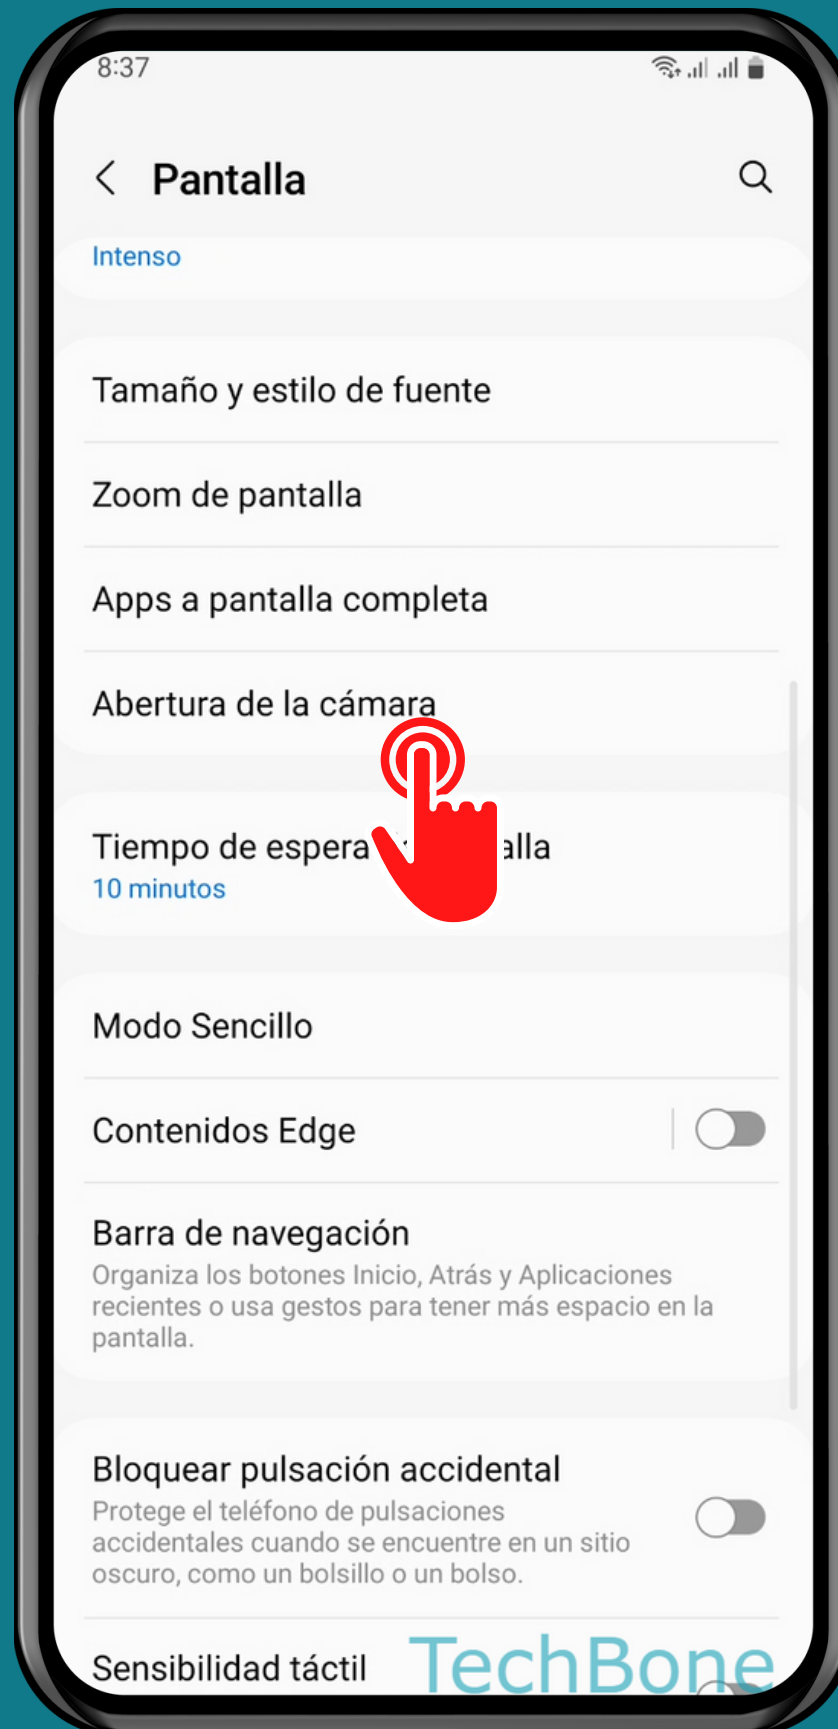 8:37
Pantalla
Intenso
Tamaño y estilo de fuente
Zoom de pantalla
Apps a pantalla completa
Abertura de la cámara
Tiempo de espera
10 minutos
Modo Sencillo
Contenidos Edge
Barra de navegación
Organiza los botones Inicio, Atrás y Aplicaciones
recientes o usa gestos para tener más espacio en la
pantalla.
Bloquear pulsación accidental
Protege el teléfono de pulsaciones
accidentales cuando se encuentre en un sitio
oscuro, como un bolsillo o un bolso.
Sensibilidad táctil
TechBone